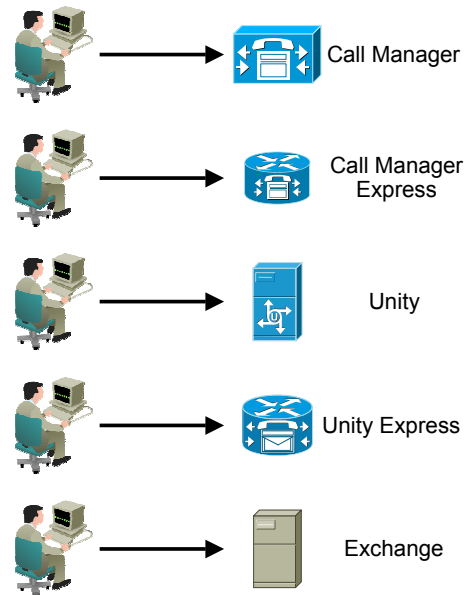 Call Manager
Call Manager
Express
Unity
U
Unity Express
Exchange